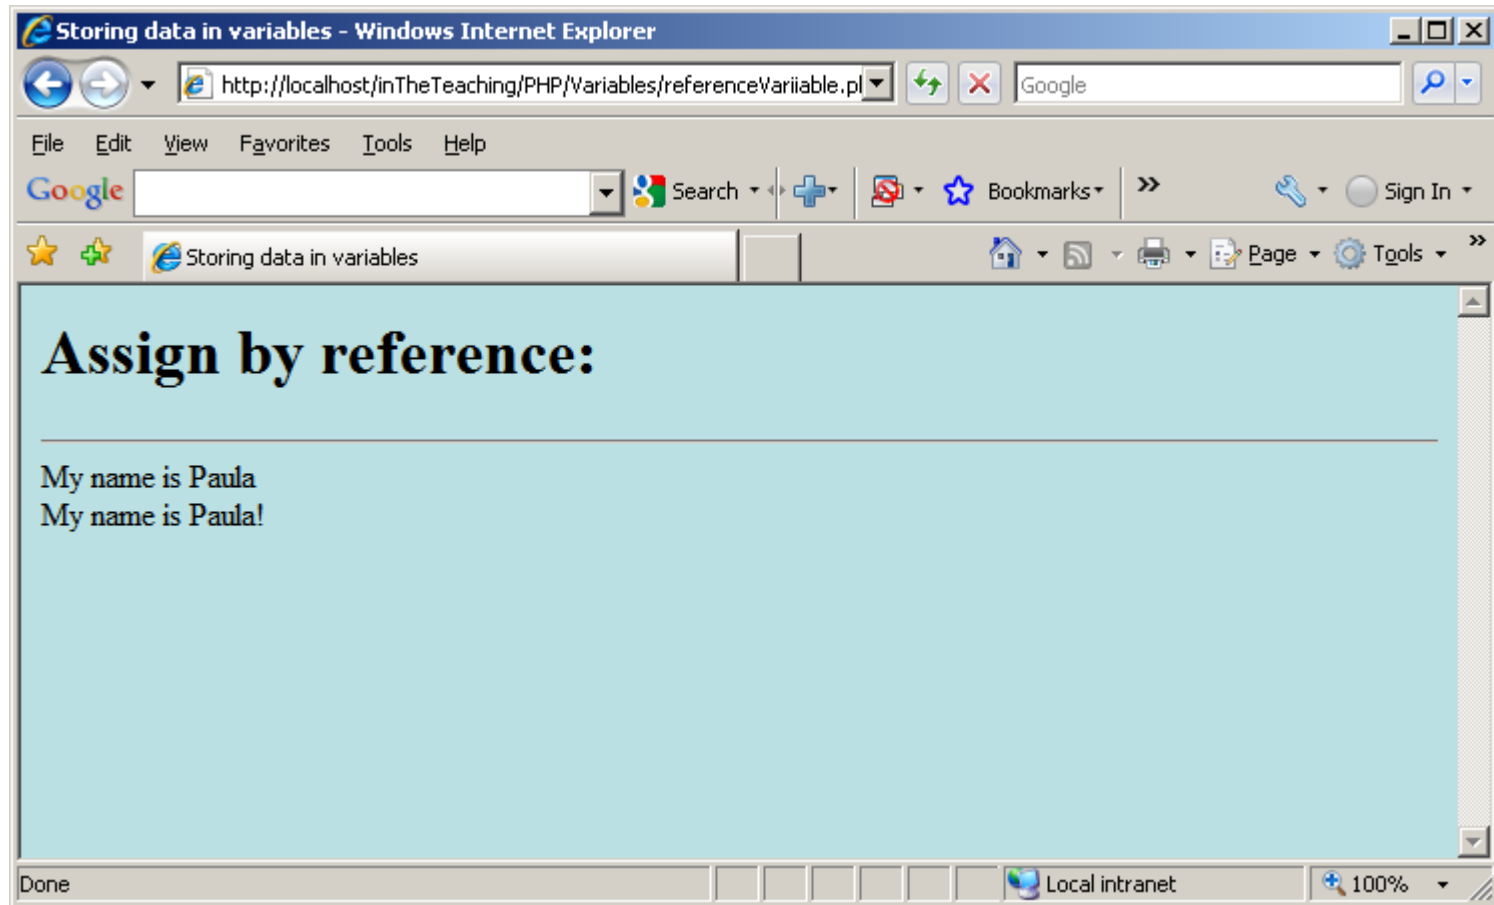 Storing data in variables - Windows Internet Explorer
http://localhost/inTheTeaching/PHP/Variables/referenceVariiable.pl
Google
File Edit View Favorites Tools Help
Google Search Bookmarks Sign In
Storing data in variables Page Tools
Assign by reference:
My name is Paula
My name is Paula!
Done Local intranet 100%